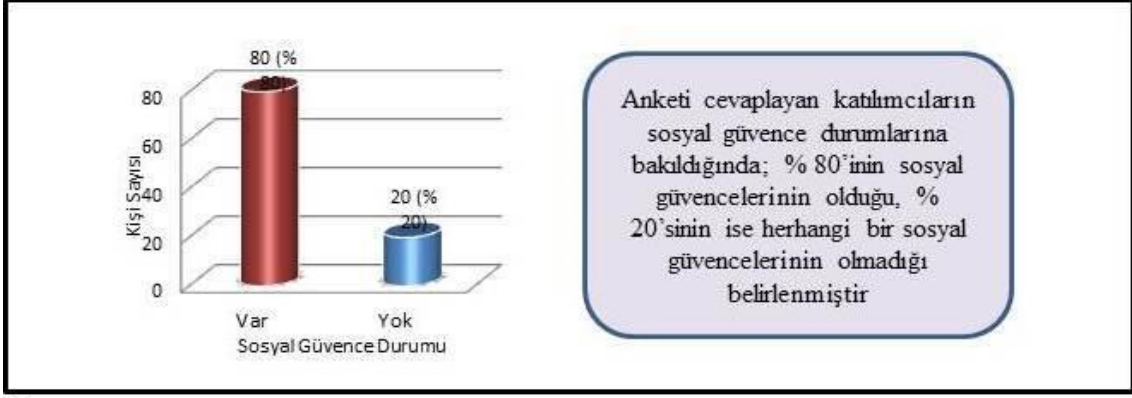 80 (%
80)
20 (%
20)
80
60
40
20
0
Kişi Sayısı
Var
Yok
Sosyal Güvence Durumu
Anketi cevaplayan katılımcıların
sosyal güvence durumlarına
bakıldığında; % 80'inin sosyal
güvencelerinin olduğu, %
20'sinin ise herhangi bir sosyal
güvencelerinin olmadığı
belirlenmiştir